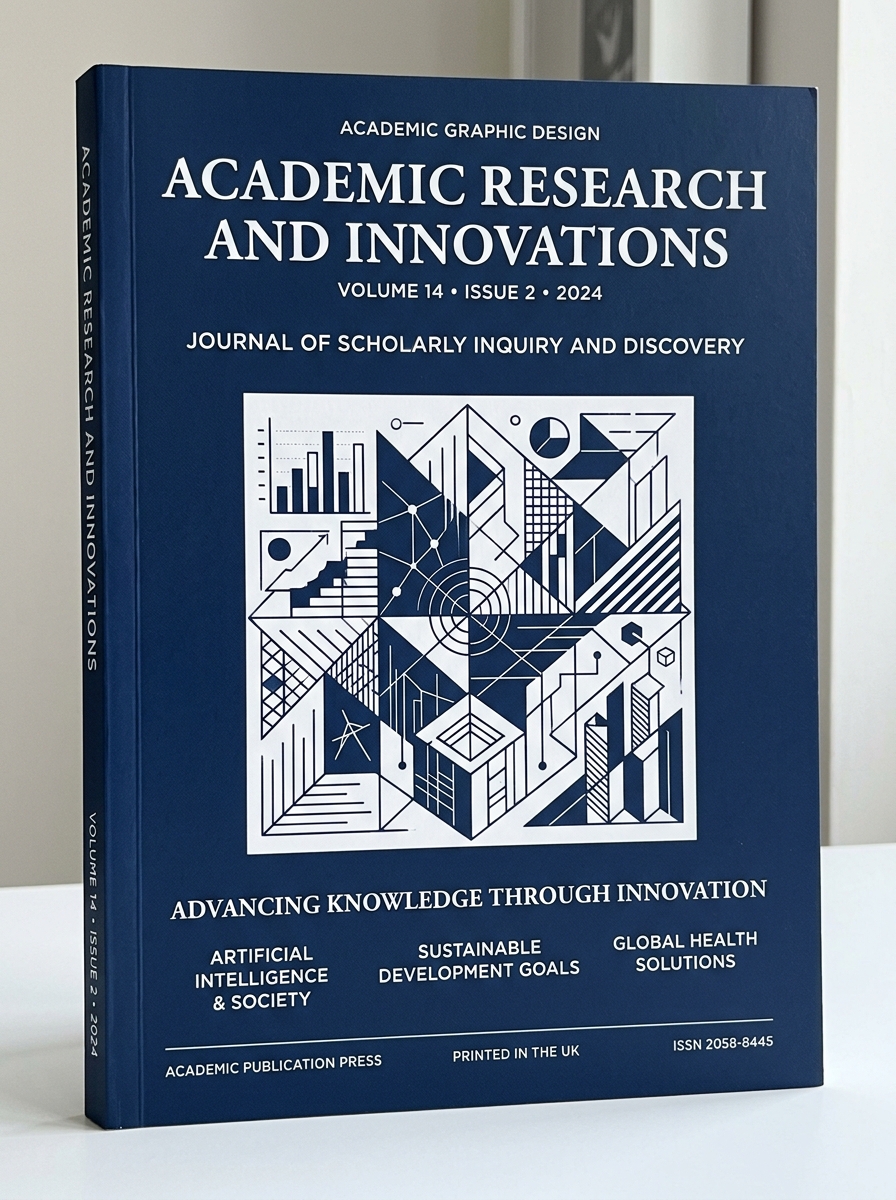 ACADEMIC GRAPHIC DESIGN
ACADEMIC RESEARCH
AND INNOVATIONS
VOLUME 14 • ISSUE 2 • 2024
JOURNAL OF SCHOLARLY INQUIRY AND DISCOVERY
ADVANCING KNOWLEDGE THROUGH INNOVATION
ARTIFICIAL
INTELLIGENCE
& SOCIETY
SUSTAINABLE
DEVELOPMENT GOALS
GLOBAL HEALTH
SOLUTIONS
ACADEMIC PUBLICATION PRESS
PRINTED IN THE UK
ISSN 2058-8445
ACADEMIC RESEARCH AND INNOVATIONS
VOLUME 14 • ISSUE 2 • 2024